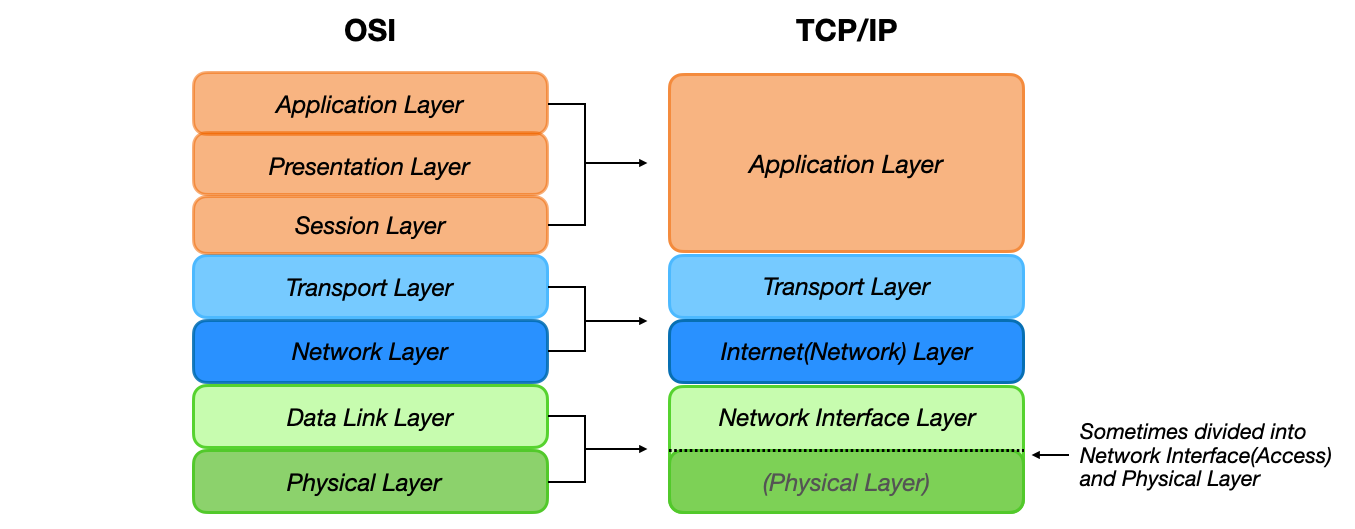 OSI
TCP/IP
Application Layer
Presentation Layer
Session Layer
Transport Layer
Network Layer
Data Link Layer
Physical Layer
Application Layer
Transport Layer
Internet(Network) Layer
Network Interface Layer
(Physical Layer)
Sometimes divided into
Network Interface(Access)
and Physical Layer